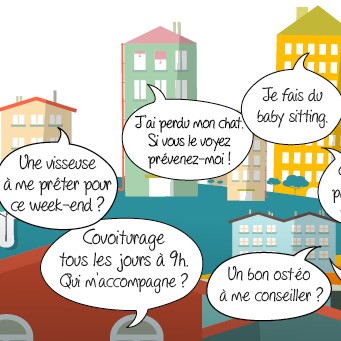 Je fais du
baby sitting.
J'ai perdu mon chat.
Si vous le voyez
prévenez-moi !
Une visseuse
à me prêter pour
ce week-end ?
Covoiturage
tous les jours à 9h.
Qui m'accompagne ?
Un bon ostéo
à me conseiller ?